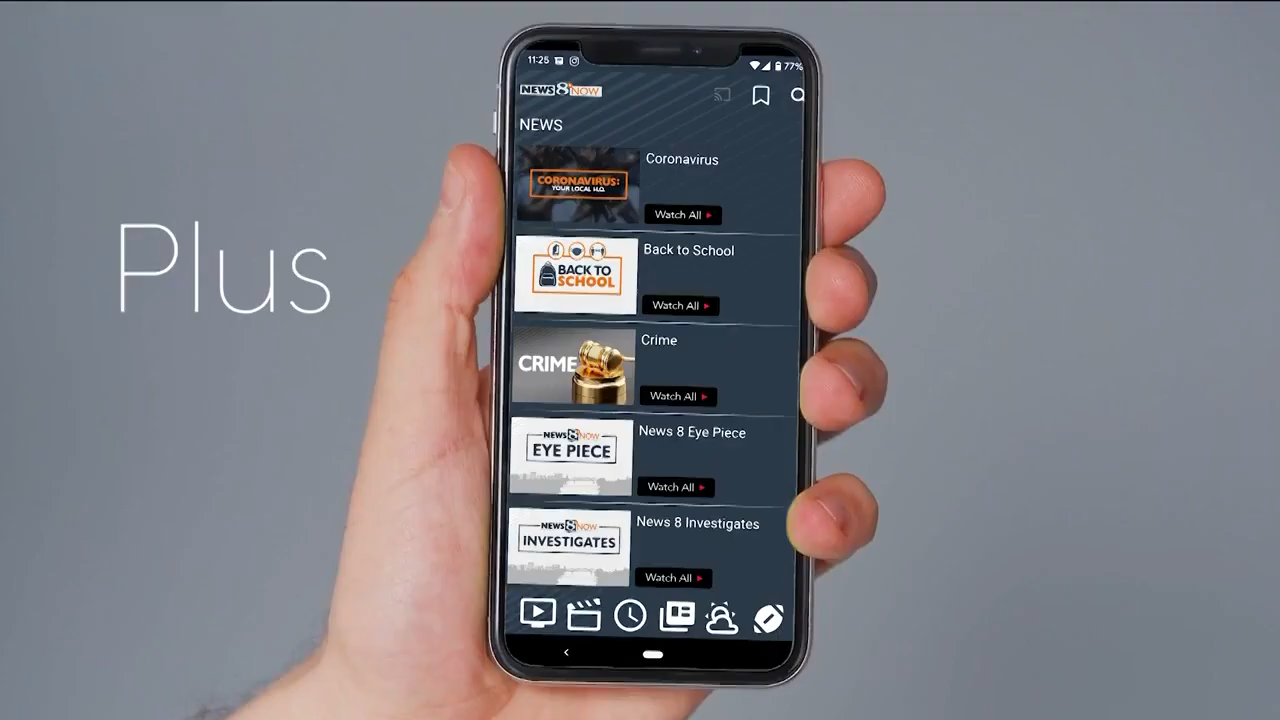 Plus
11:25
77%
NEWS 8 NOW
NEWS
CORONAVIRUS:
YOUR LOCAL H.Q.
Coronavirus
Watch All
BACK TO
SCHOOL
Back to School
Watch All
CRIME
Crime
Watch All
NEWS 8 NOW
EYE PIECE
News 8 Eye Piece
Watch All
NEWS 8 NOW
INVESTIGATES
News 8 Investigates
Watch All